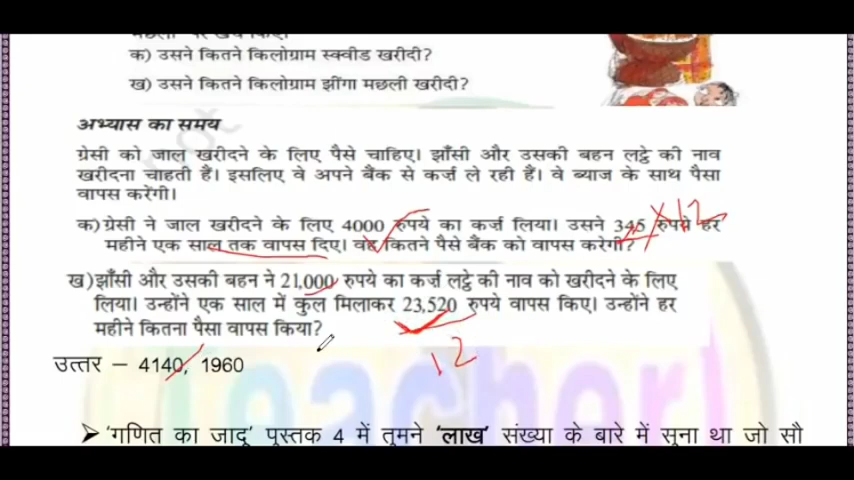 क) उसने कितने किलोग्राम स्क्वीड खरीदी?
ख) उसने कितने किलोग्राम झींगा मछली खरीदी?
अभ्यास का समय
ग्रेसी को जाल खरीदने के लिए पैसे चाहिए। झाँसी और उसकी बहन लट्ठे की नाव
खरीदना चाहती हैं। इसलिए वे अपने बैंक से कर्ज़ ले रही हैं। वे ब्याज के साथ पैसा
वापस करेंगी।
क) ग्रेसी ने जाल खरीदने के लिए 4000 रुपये का कर्ज लिया। उसने 345 रुपये हर
महीने एक साल तक वापस दिए। वह कितने पैसे बैंक को वापस करेगी?
×12
ख) झाँसी और उसकी बहन ने 21,000 रुपये का कर्ज लट्ठे की नाव को खरीदने के लिए
लिया। उन्होंने एक साल में कुल मिलाकर 23,520 रुपये वापस किए। उन्होंने हर
महीने कितना पैसा वापस किया?
12
उत्तर – 4140, 1960
➢ 'गणित का जादू' पुस्तक 4 में तुमने 'लाख' संख्या के बारे में सुना था जो सौ